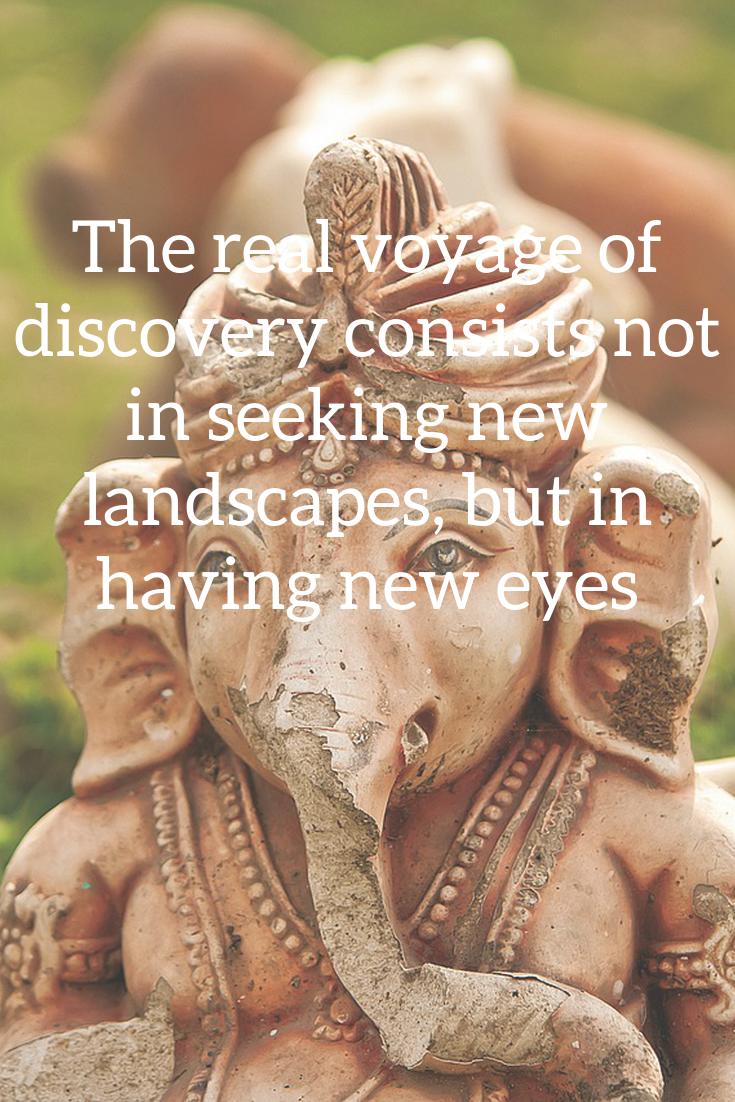 The real voyage of
discovery consists not
in seeking new
landscapes, but in
having new eyes